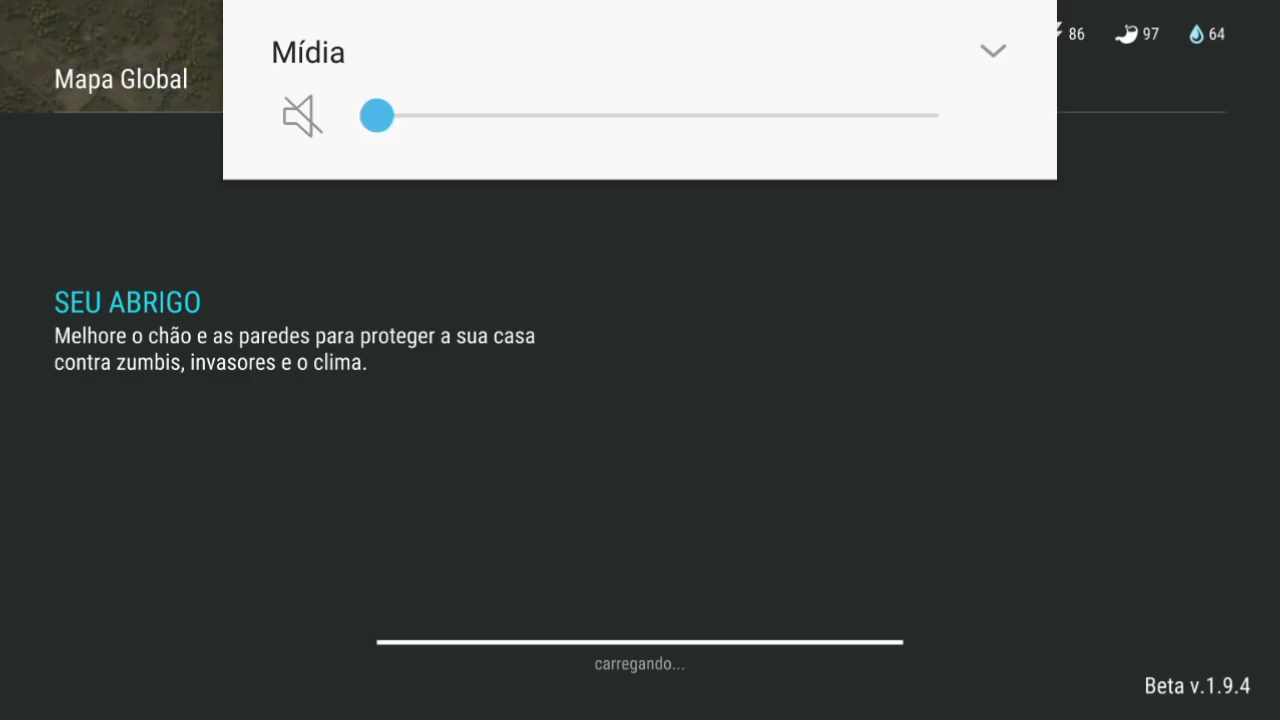 Mídia
86
97
64
Mapa Global
SEU ABRIGO
Melhore o chão e as paredes para proteger a sua casa
contra zumbis, invasores e o clima.
carregando...
Beta v.1.9.4